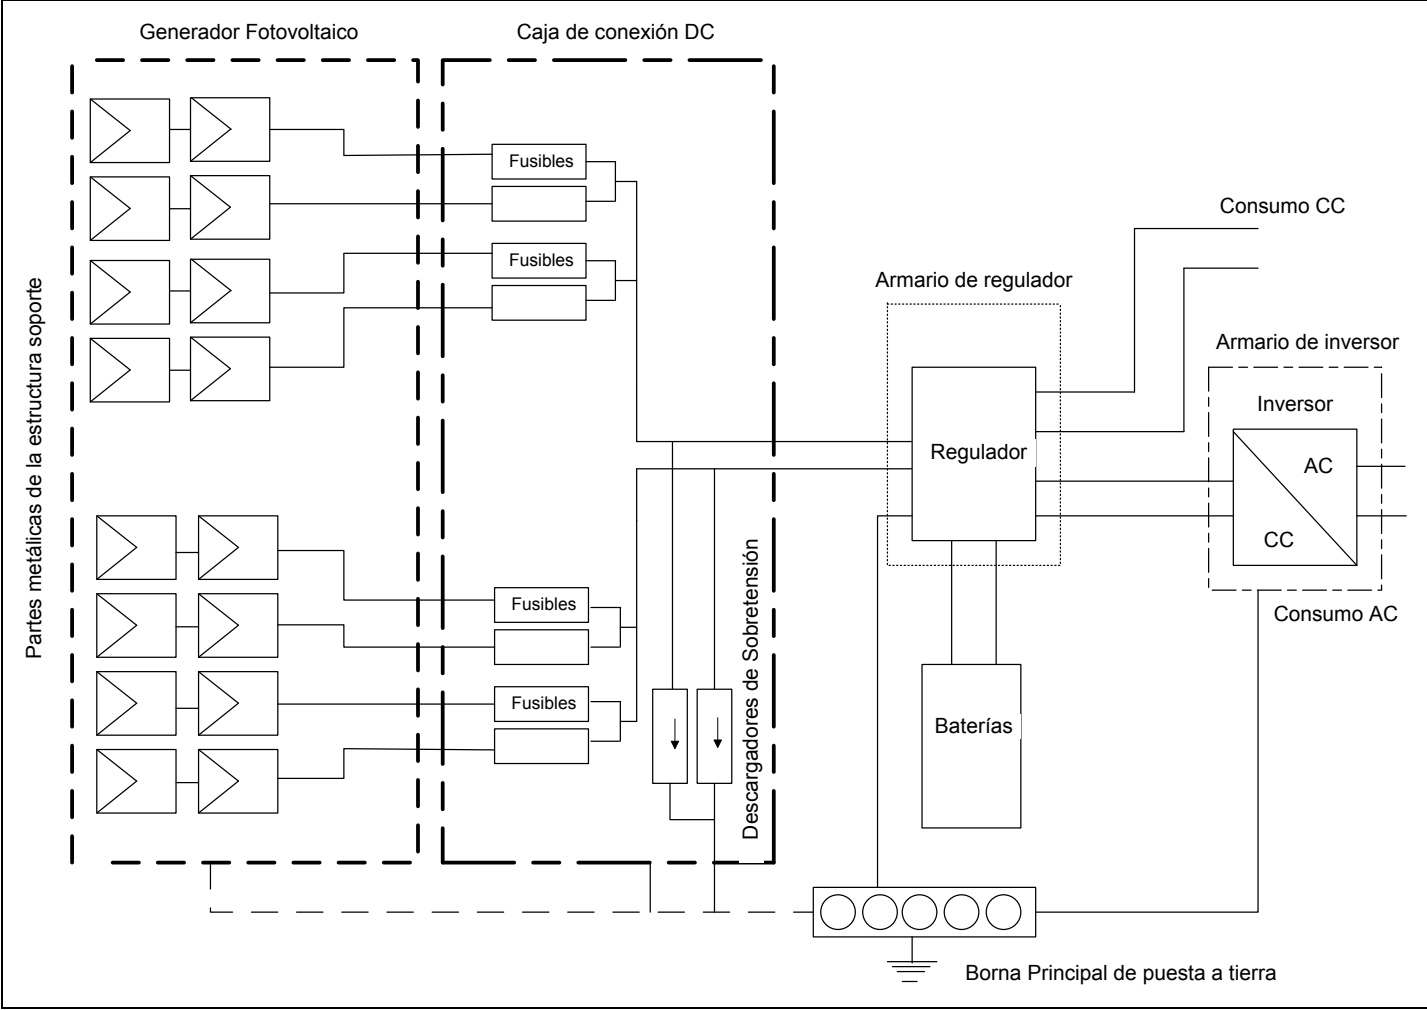 Generador Fotovoltaico
Caja de conexión DC
Fusibles
Fusibles
Consumo CC
Armario de regulador
Armario de inversor
Inversor
Partes metálicas de la estructura soporte
Regulador
AC
CC
Fusibles
Consumo AC
Descargadores de Sobretensión
Fusibles
Baterías
Borna Principal de puesta a tierra